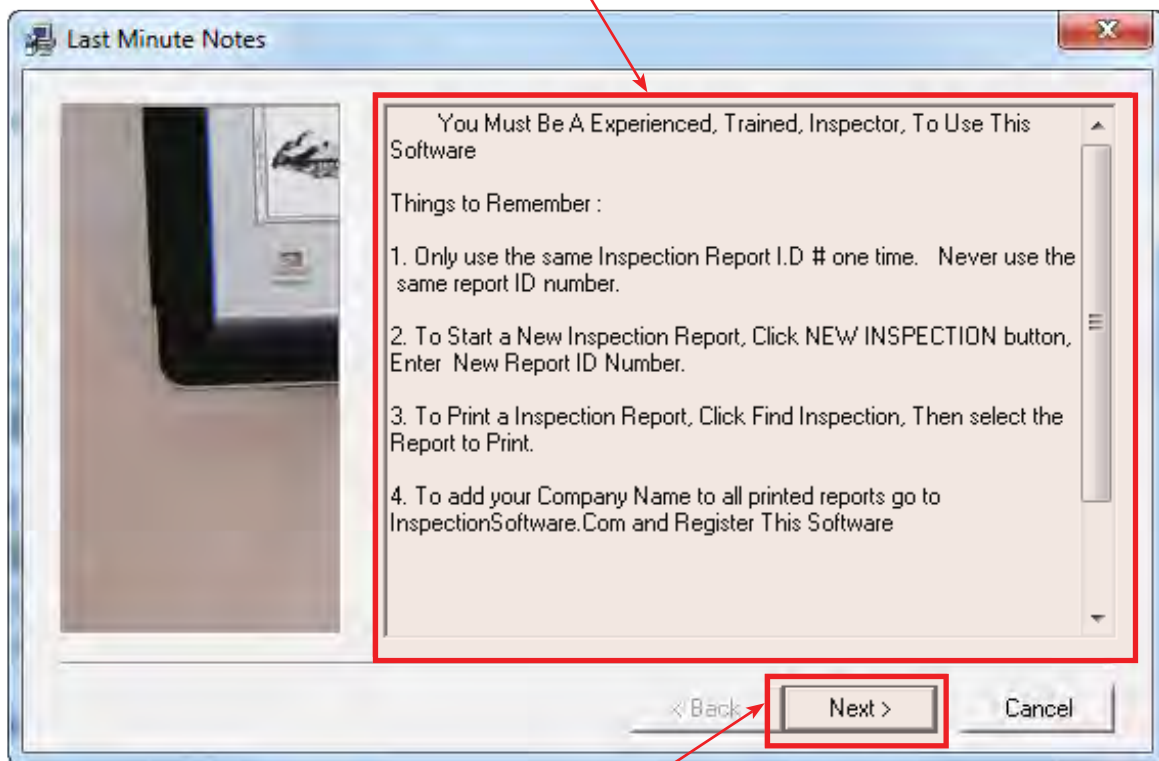 Last Minute Notes
You Must Be A Experienced, Trained, Inspector, To Use This
Software
Things to Remember :
1. Only use the same Inspection Report I.D # one time.   Never use the
same report ID number.
2. To Start a New Inspection Report, Click NEW INSPECTION button,
Enter  New Report ID Number.
3. To Print a Inspection Report, Click Find Inspection, Then select the
Report to Print.
4. To add your Company Name to all printed reports go to
InspectionSoftware.Com and Register This Software
< Back
Next >
Cancel